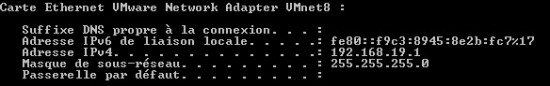 Carte Ethernet VMware Network Adapter VMnet8 :
Suffixe DNS propre à la connexion. . . :
Adresse IPv6 de liaison locale. . . . .: fe80::f9c3:8945:8e2b:fc7%17
Adresse IPv4. . . . . . . . . . . . . .: 192.168.19.1
Masque de sous-réseau. . . . . . . . . : 255.255.255.0
Passerelle par défaut. . . . . . . . . :